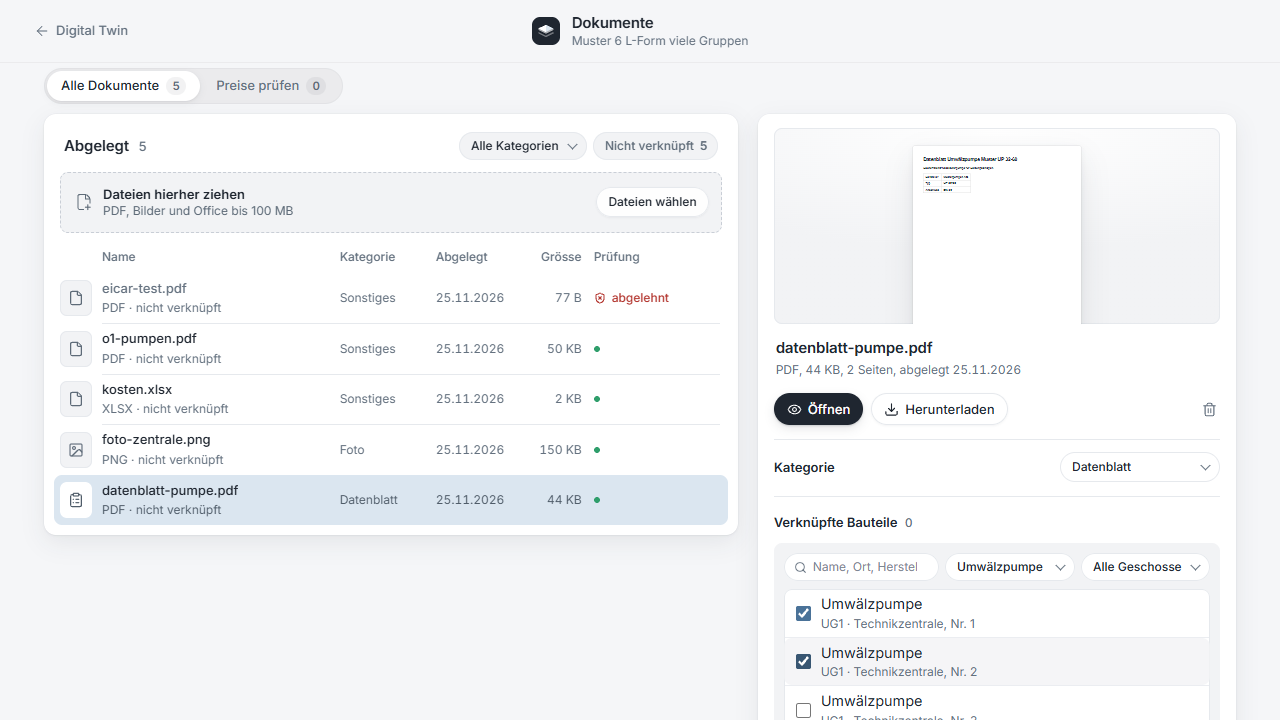 Digital Twin
Dokumente
Muster 6 L-Form viele Gruppen
Alle Dokumente 5
Preise prüfen 0
Abgelegt 5
Alle Kategorien
Nicht verknüpft 5
Dateien hierher ziehen.
PDF, Bilder und Office bis 100 MB
Dateien wählen
Name Kategorie Abgelegt Grösse Prüfung
eicar-test.pdf
PDF · nicht verknüpft
Sonstiges 25.11.2026 77 B abgelehnt
o1-pumpen.pdf
PDF · nicht verknüpft
Sonstiges 25.11.2026 50 KB
kosten.xlsx
XLSX · nicht verknüpft
Sonstiges 25.11.2026 2 KB
foto-zentrale.png
PNG · nicht verknüpft
Foto 25.11.2026 150 KB
datenblatt-pumpe.pdf
PDF · nicht verknüpft
Datenblatt 25.11.2026 44 KB
Datenblatt Umwälzpumpe Muster UP
datenblatt-pumpe.pdf
PDF, 44 KB, 2 Seiten, abgelegt 25.11.2026
Öffnen
Herunterladen
Kategorie
Datenblatt
Verknüpfte Bauteile 0
Name, Ort, Herstel
Umwälzpumpe
Alle Geschosse
Umwälzpumpe
UG1 · Technikzentrale, Nr. 1
Umwälzpumpe
UG1 · Technikzentrale, Nr. 2
Umwälzpumpe